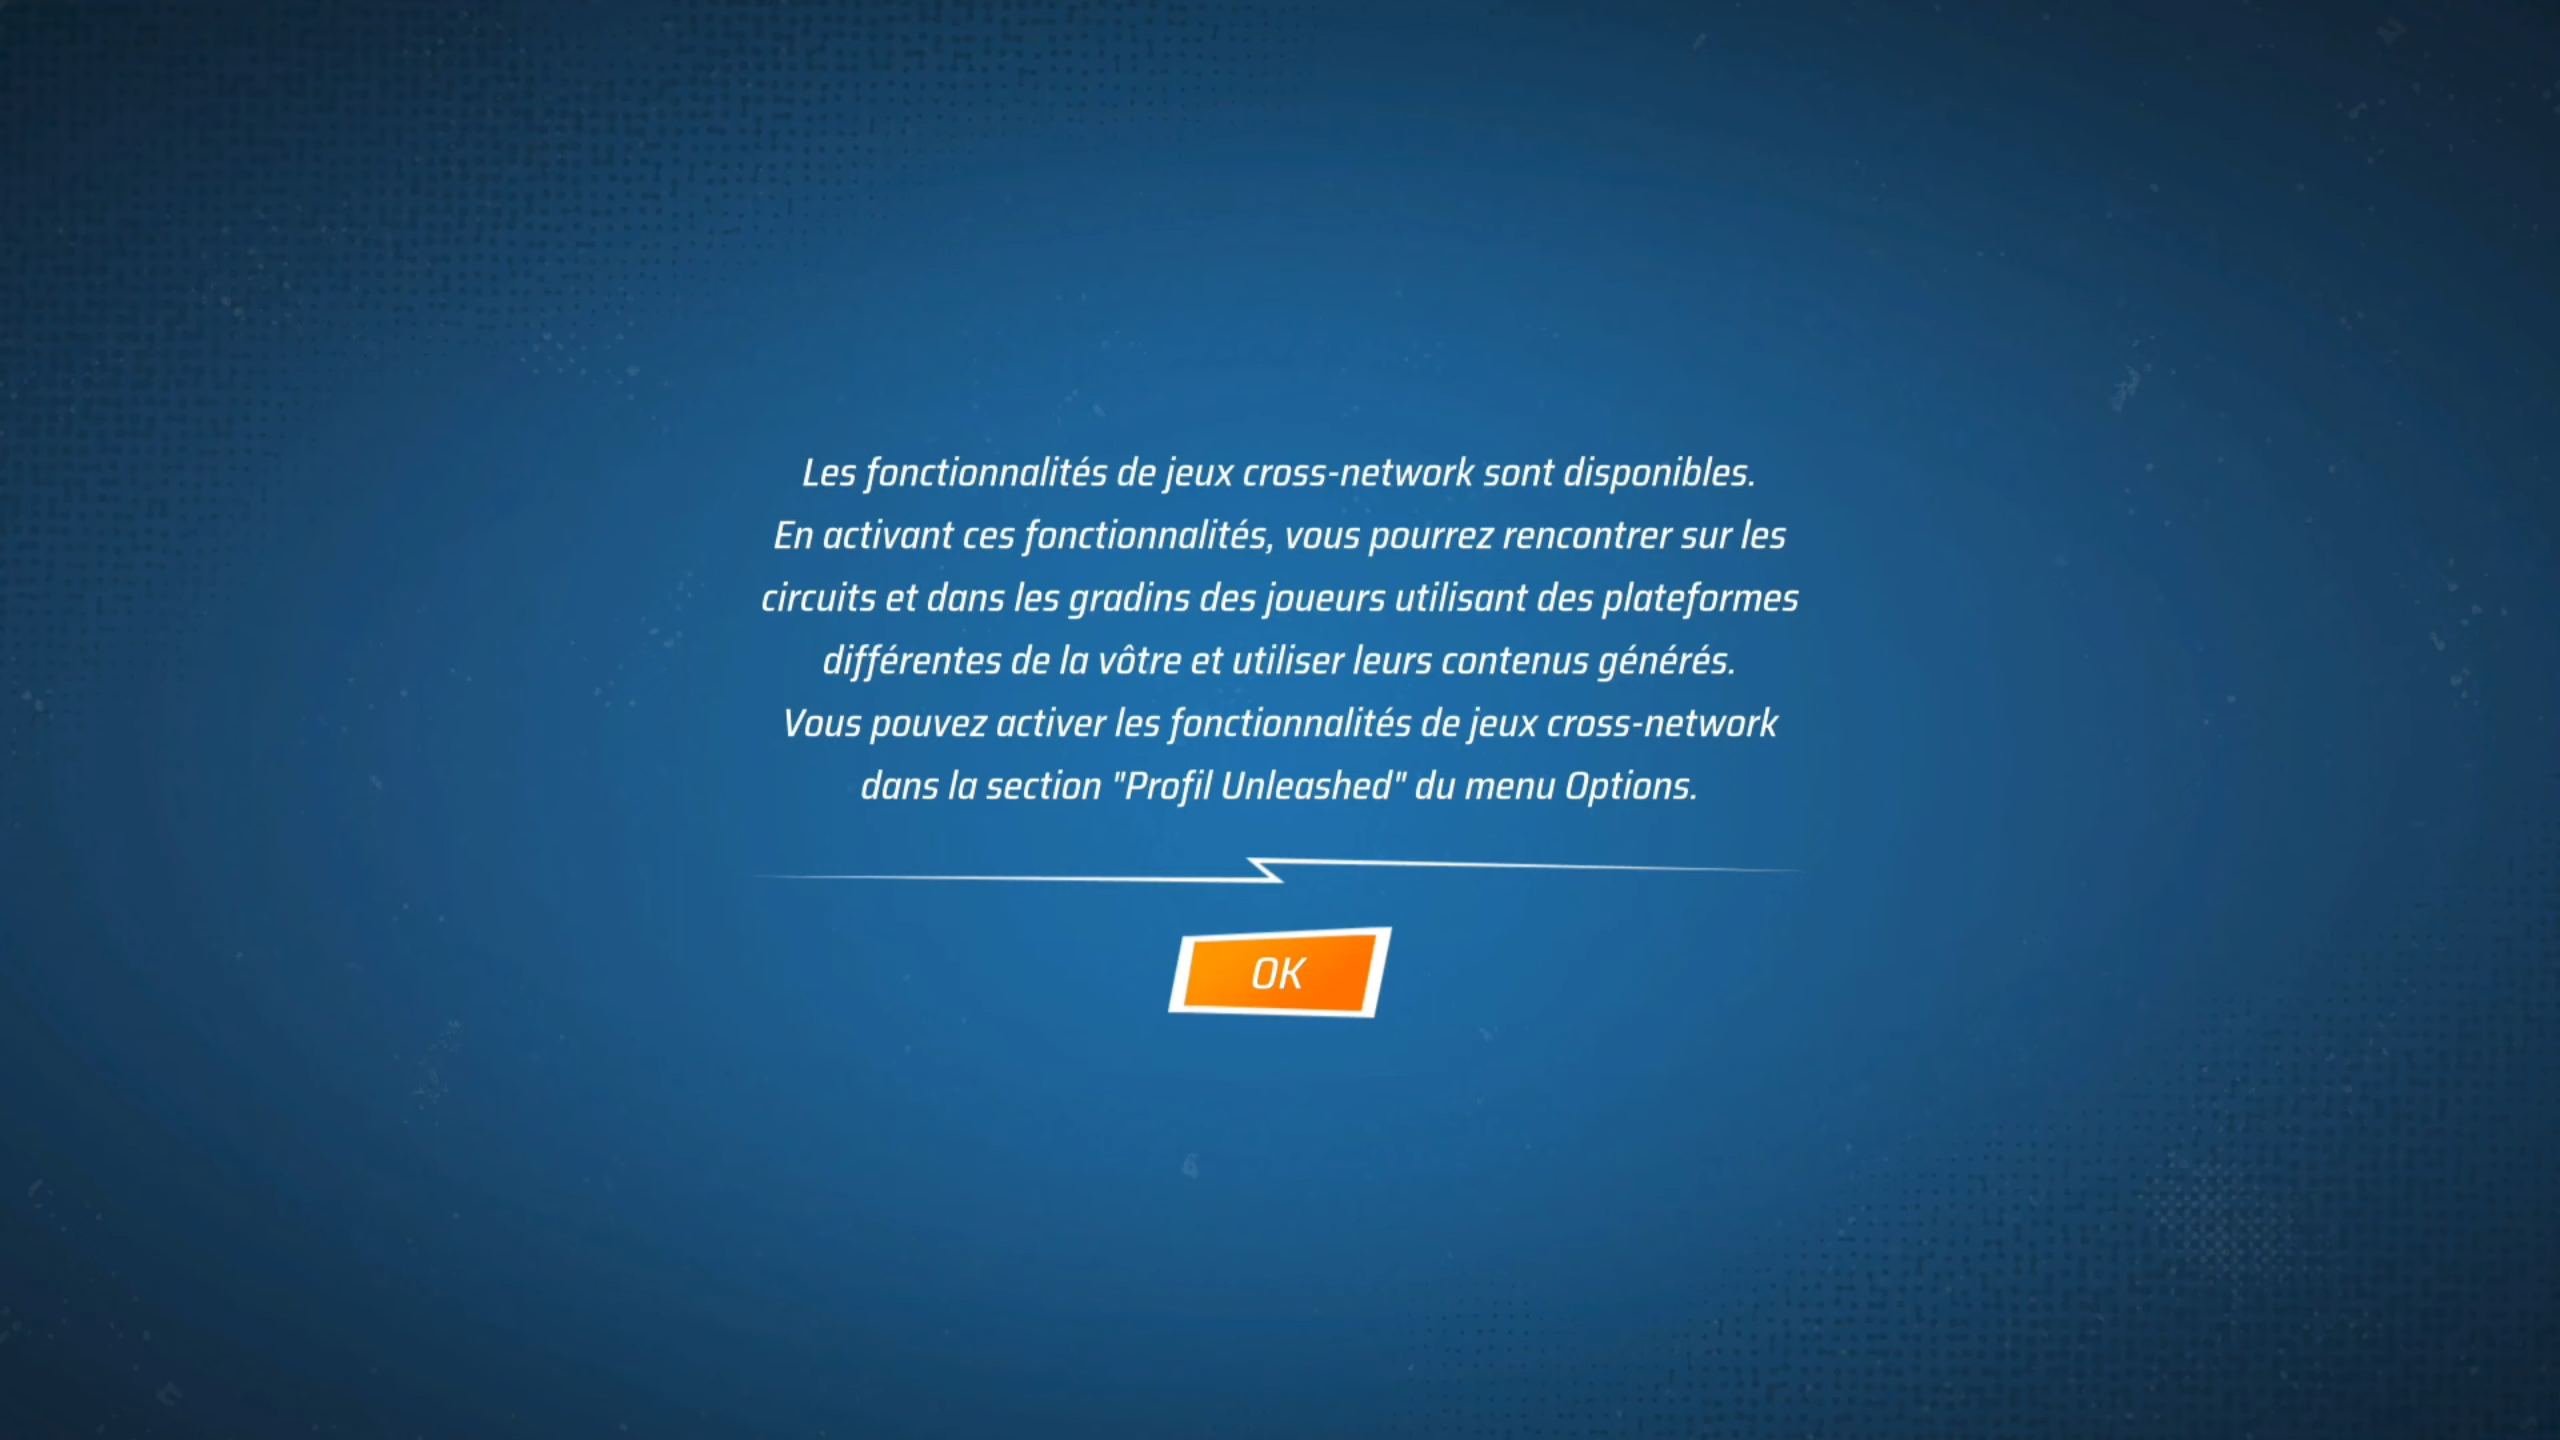 Les fonctionnalités de jeux cross-network sont disponibles.
En activant ces fonctionnalités, vous pourrez rencontrer sur les
circuits et dans les gradins des joueurs utilisant des plateformes
différentes de la vôtre et utiliser leurs contenus générés.
Vous pouvez activer les fonctionnalités de jeux cross-network
dans la section "Profil Unleashed" du menu Options.
OK